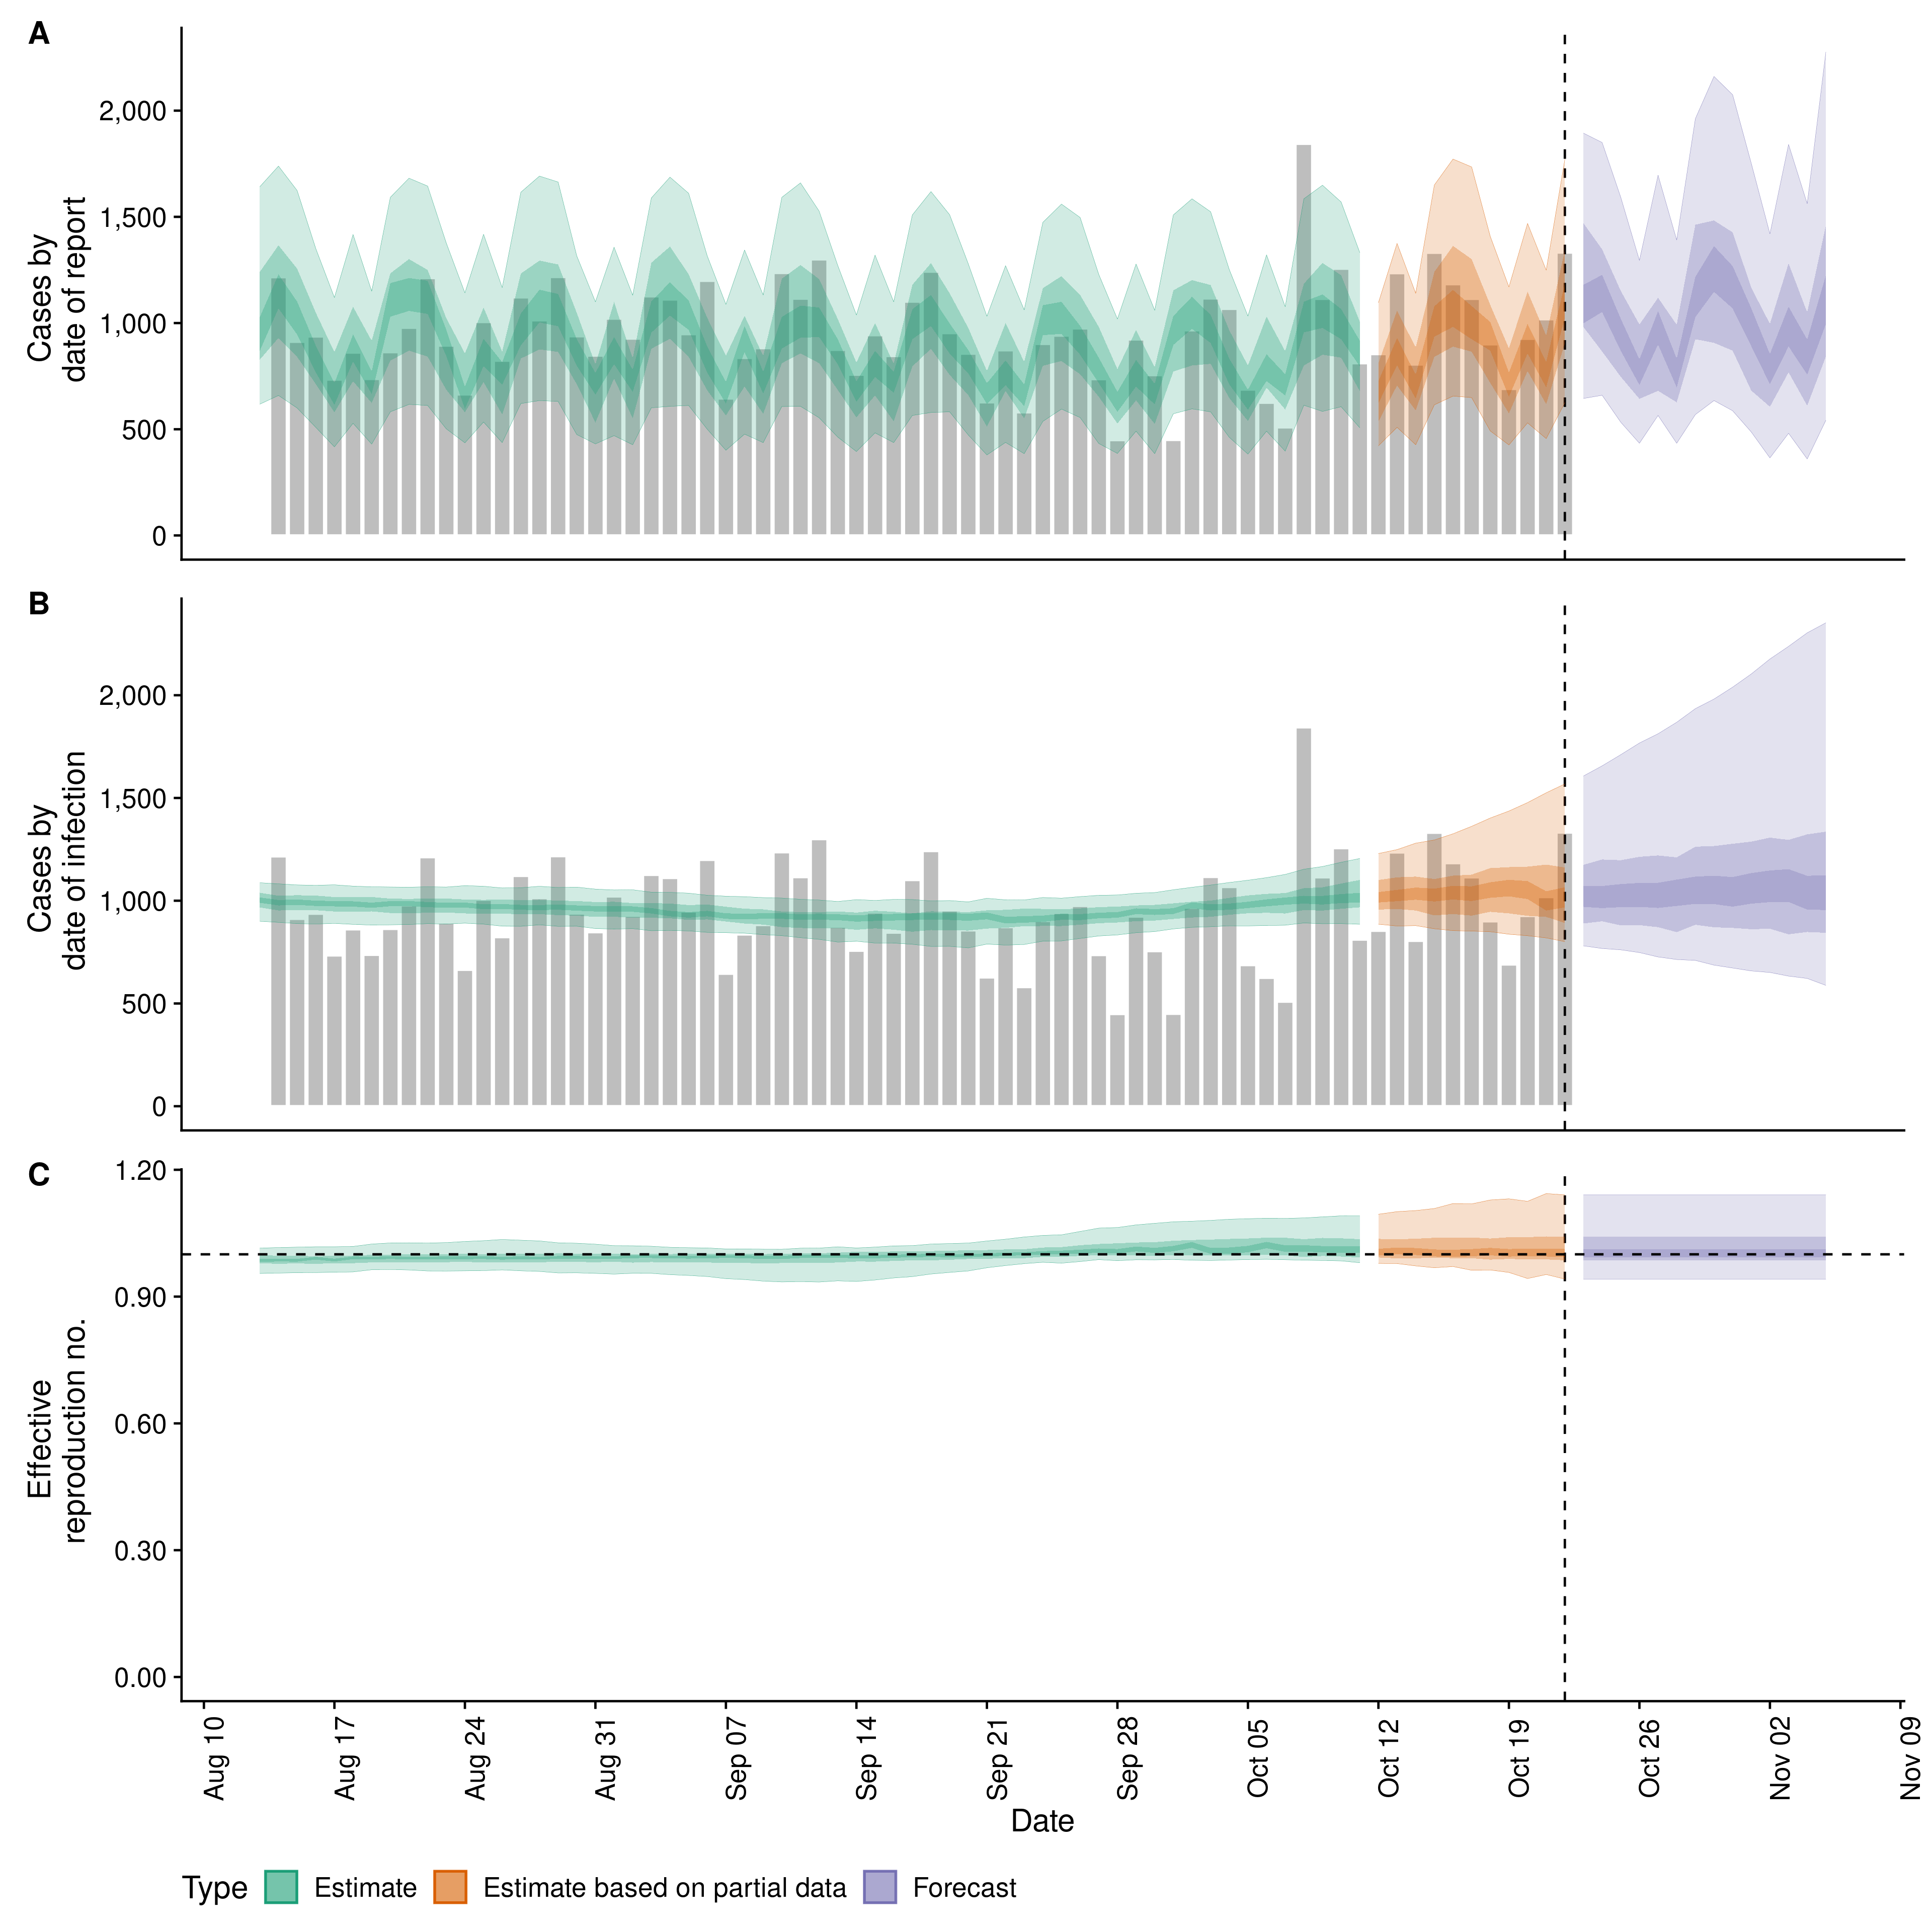 A
Cases by
date of report
2,000
1,500
1,000
500
0
B
Cases by
date of infection
2,000
1,500
1,000
500
0
C
Effective
reproduction no.
1.20
0.90
0.60
0.30
0.00
Aug 10
Aug 17
Aug 24
Aug 31
Sep 07
Sep 14
Sep 21
Sep 28
Oct 05
Oct 12
Oct 19
Oct 26
Nov 02
Nov 09
Date
Type Estimate Estimate based on partial data Forecast